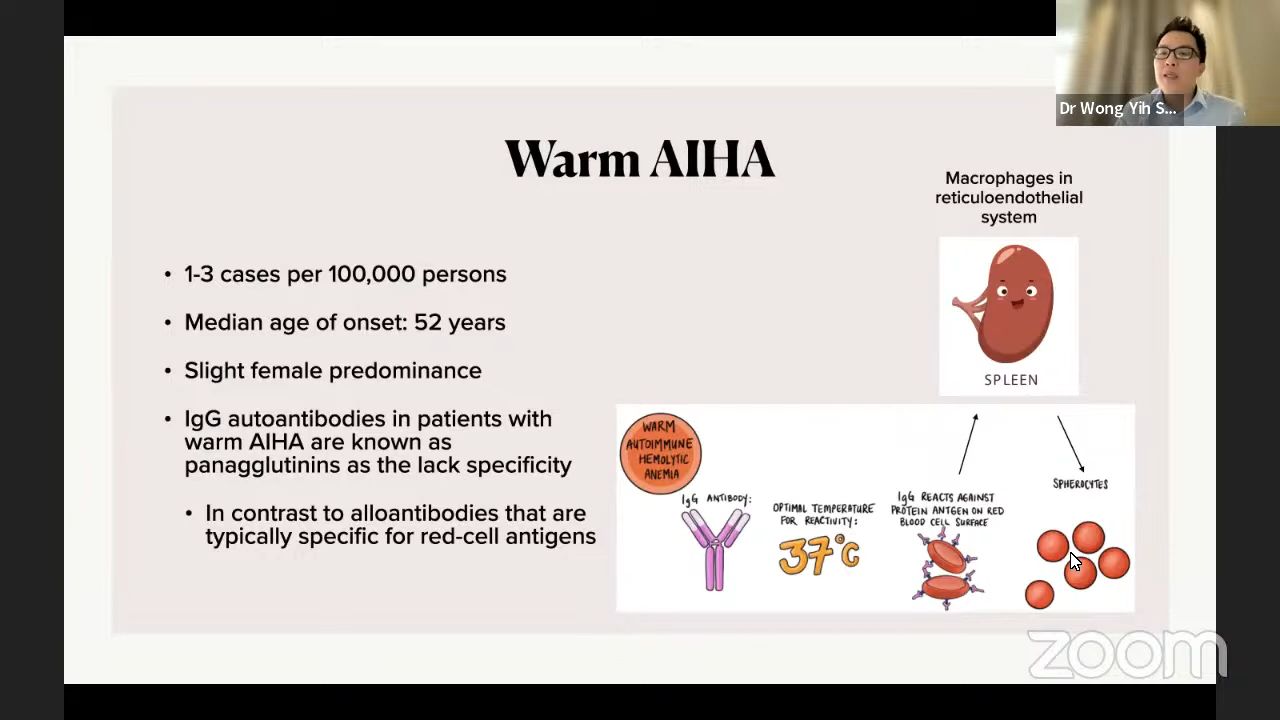 Dr Wong Yih S...
Warm AIHA
Macrophages in
reticuloendothelial
system
• 1-3 cases per 100,000 persons
• Median age of onset: 52 years
• Slight female predominance
• IgG autoantibodies in patients with
warm AIHA are known as
panagglutinins as the lack specificity
• In contrast to alloantibodies that are
typically specific for red-cell antigens
SPLEEN
WARM
AUTOIMMUNE
HEMOLYTIC
ANEMIA
IgG ANTIBODY:
OPTIMAL TEMPERATURE
FOR REACTIVITY:
37°C
IgG REACTS AGAINST
PROTEIN ANTGEN ON RED
BLOOD CELL SURFACE
SPHEROCYTES
zoom